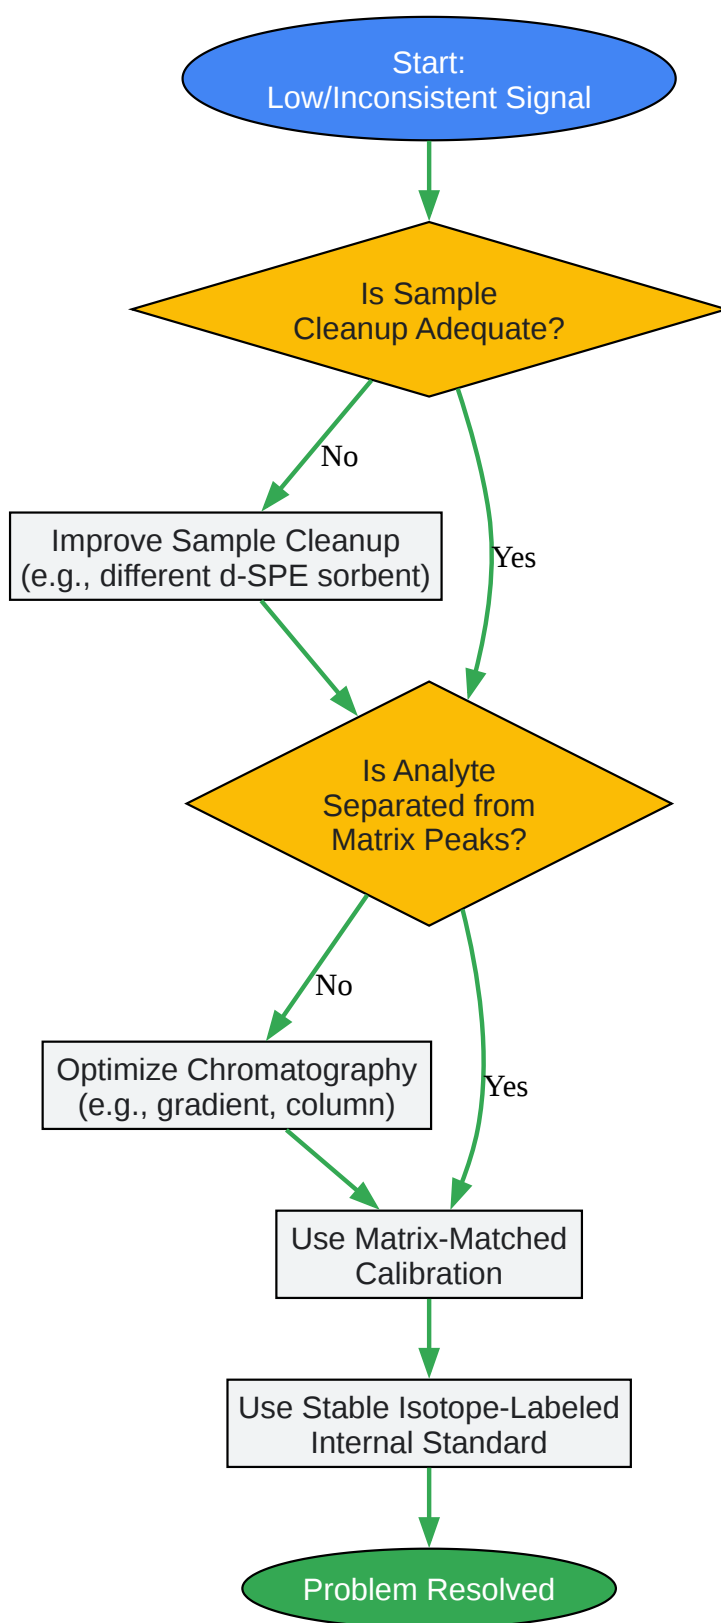 Start:
Low/Inconsistent Signal
Is Sample
Cleanup Adequate?
No
Improve Sample Cleanup
(e.g., different d-SPE sorbent)
Yes
Is Analyte
Separated from
Matrix Peaks?
No
Optimize Chromatography
(e.g., gradient, column)
Yes
Use Matrix-Matched
Calibration
Use Stable Isotope-Labeled
Internal Standard
Problem Resolved